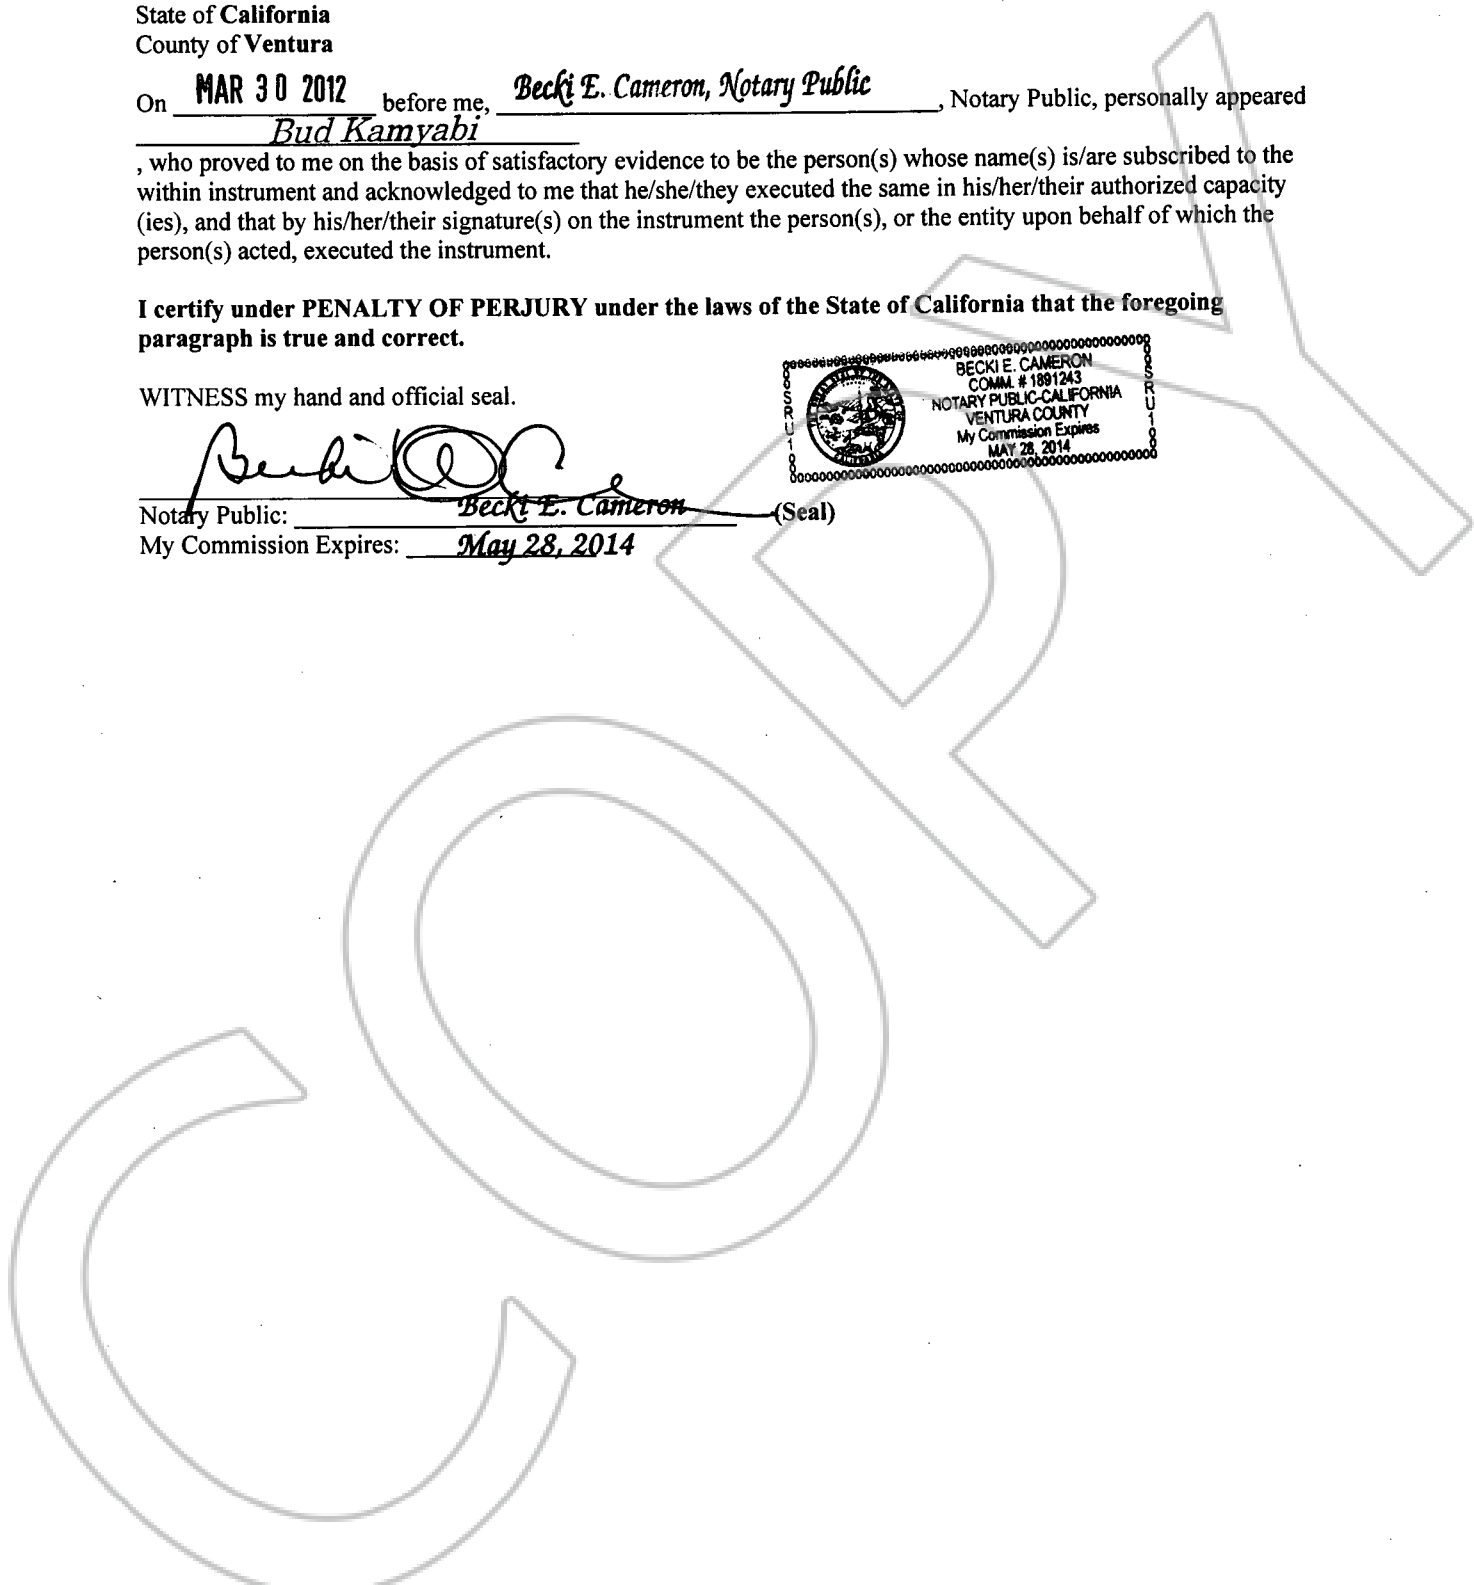 State of California
County of Ventura
On MAR 30 2012 before me, Becki E. Cameron, Notary Public, Notary Public, personally appeared
Bud Kamyabi
, who proved to me on the basis of satisfactory evidence to be the person(s) whose name(s) is/are subscribed to the
within instrument and acknowledged to me that he/she/they executed the same in his/her/their authorized capacity
(ies), and that by his/her/their signature(s) on the instrument the person(s), or the entity upon behalf of which the
person(s) acted, executed the instrument.
I certify under PENALTY OF PERJURY under the laws of the State of California that the foregoing
paragraph is true and correct.
WITNESS my hand and official seal.
BECKI E. CAMERON
COMM. # 1891243
NOTARY PUBLIC-CALIFORNIA
VENTURA COUNTY
My Commission Expires
MAY 28, 2014
Notary Public: Becki E. Cameron (Seal)
My Commission Expires: May 28, 2014
COPY